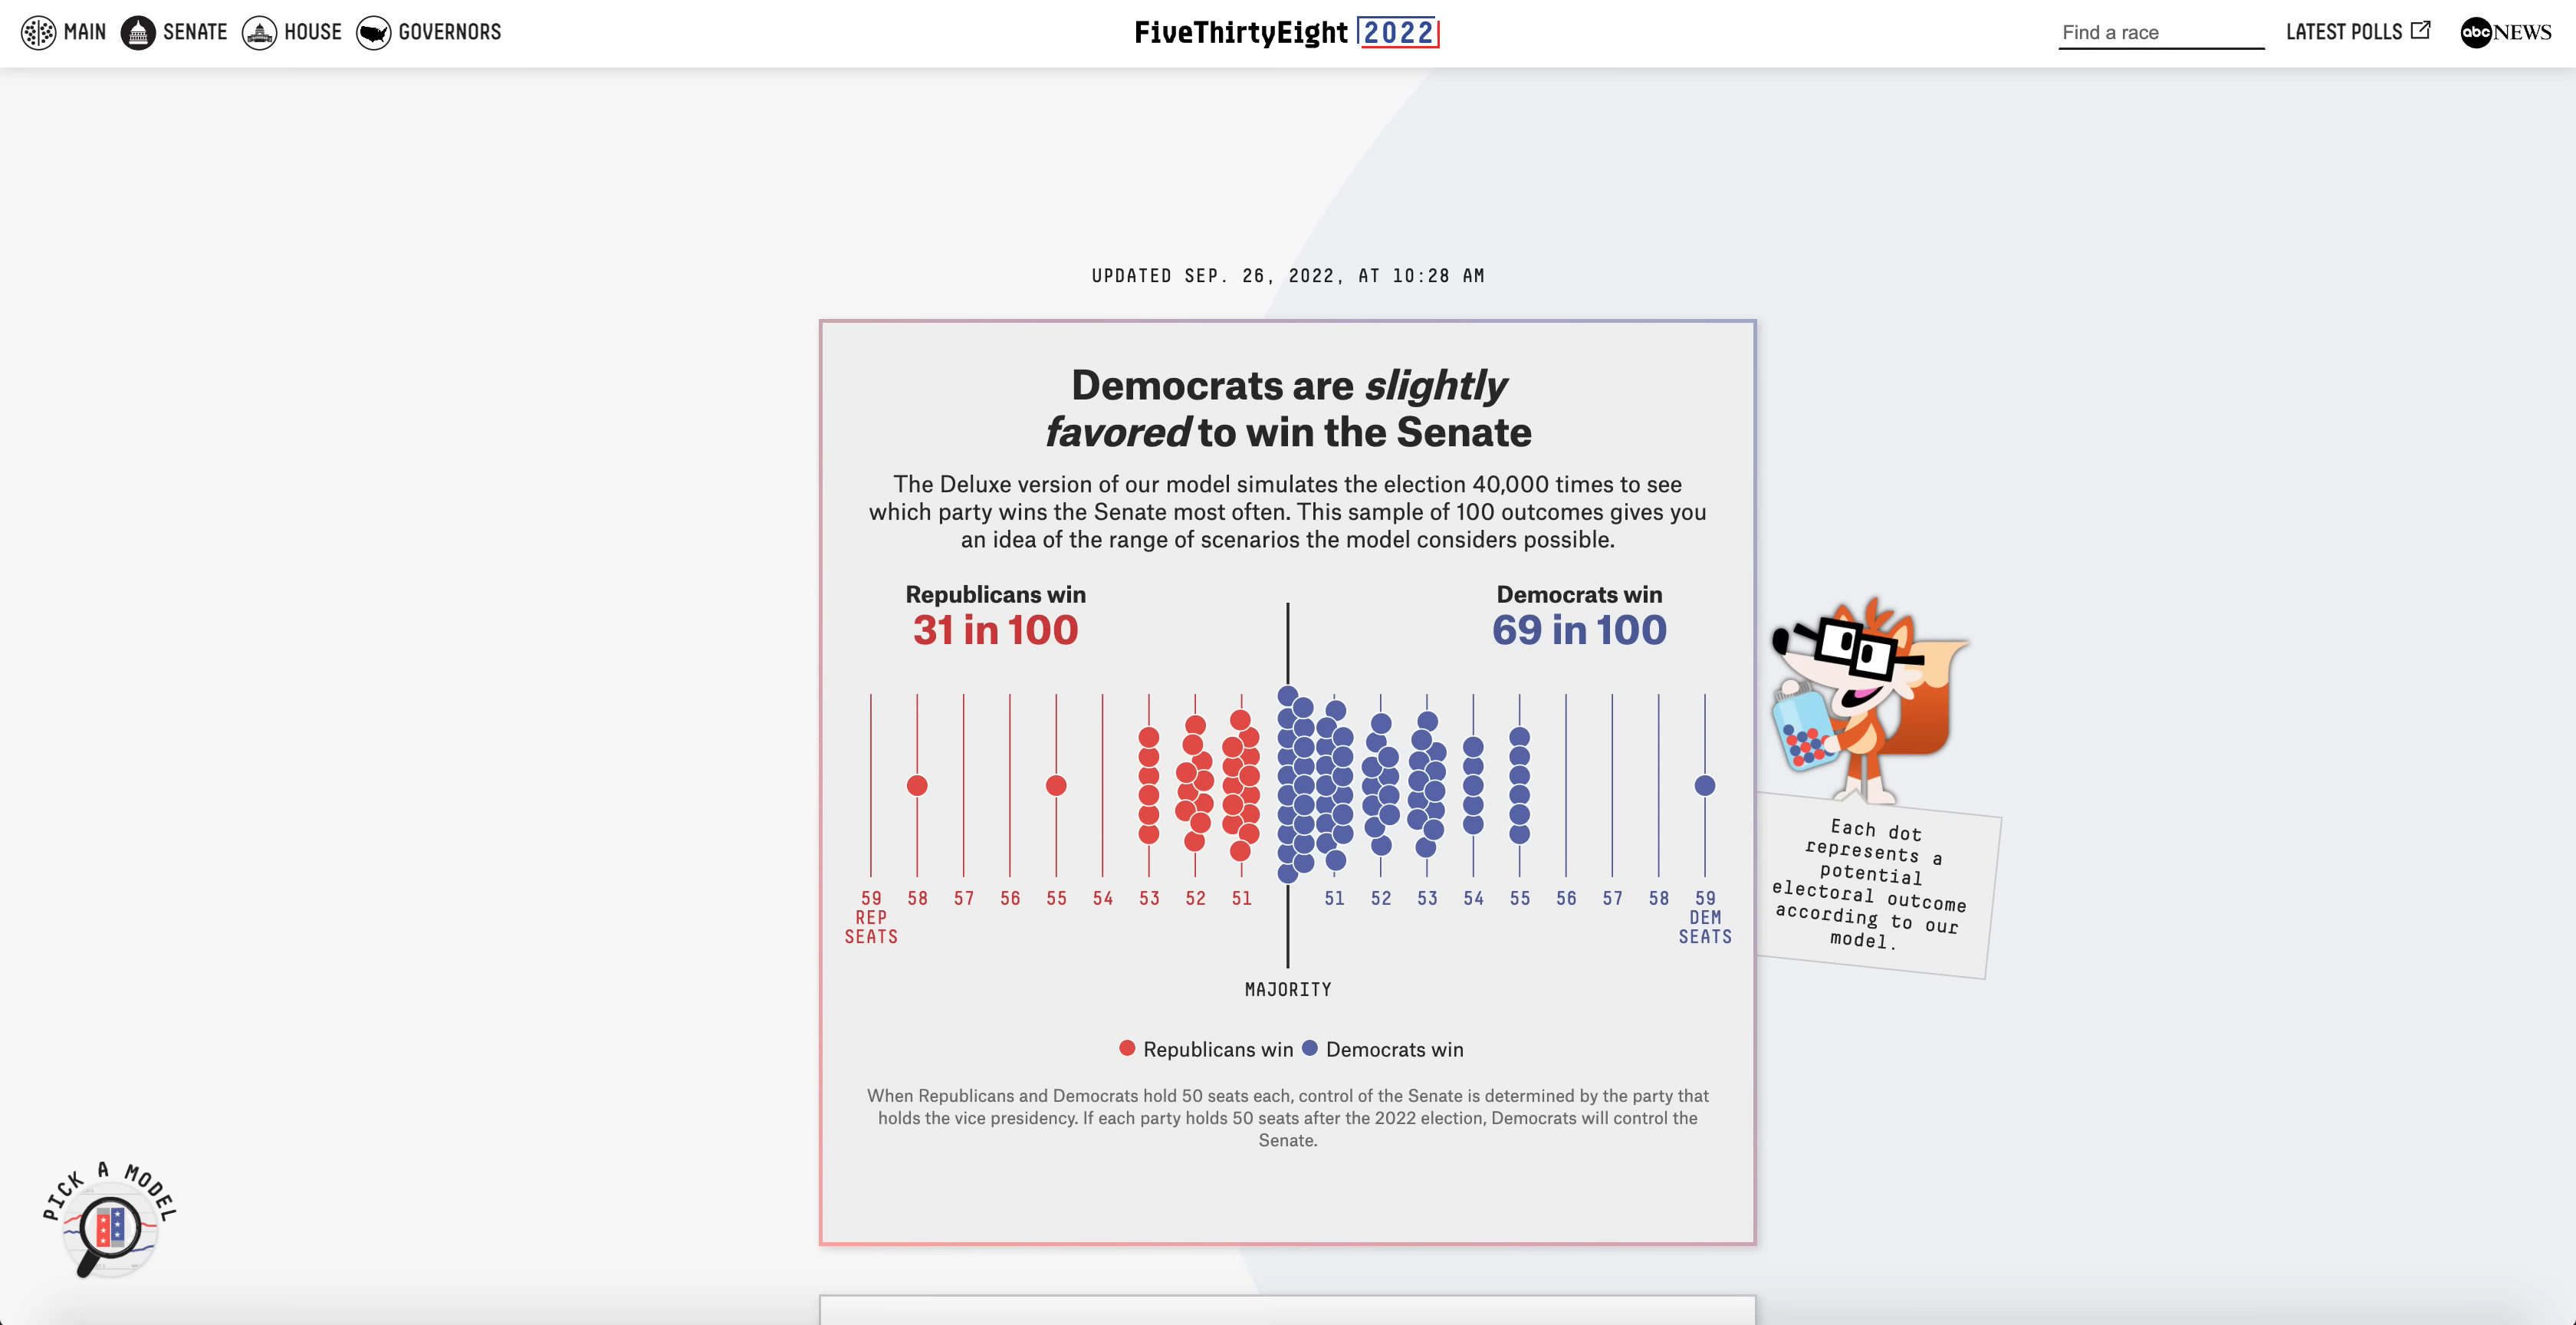 MAIN SENATE HOUSE GOVERNORS
FiveThirtyEight 2022
Find a race
LATEST POLLS
abc NEWS
UPDATED SEP. 26, 2022, AT 10:28 AM
Democrats are slightly
favored to win the Senate
The Deluxe version of our model simulates the election 40,000 times to see
which party wins the Senate most often. This sample of 100 outcomes gives you
an idea of the range of scenarios the model considers possible.
Republicans win
31 in 100
Democrats win
69 in 100
59 58 57 56 55 54 53 52 51 51 52 53 54 55 56 57 58 59
REP
SEATS
DEM
SEATS
MAJORITY
Republicans win Democrats win
When Republicans and Democrats hold 50 seats each, control of the Senate is determined by the party that
holds the vice presidency. If each party holds 50 seats after the 2022 election, Democrats will control the
Senate.
Each dot
represents a
potential
electoral outcome
according to our
model.
PICK A MODEL